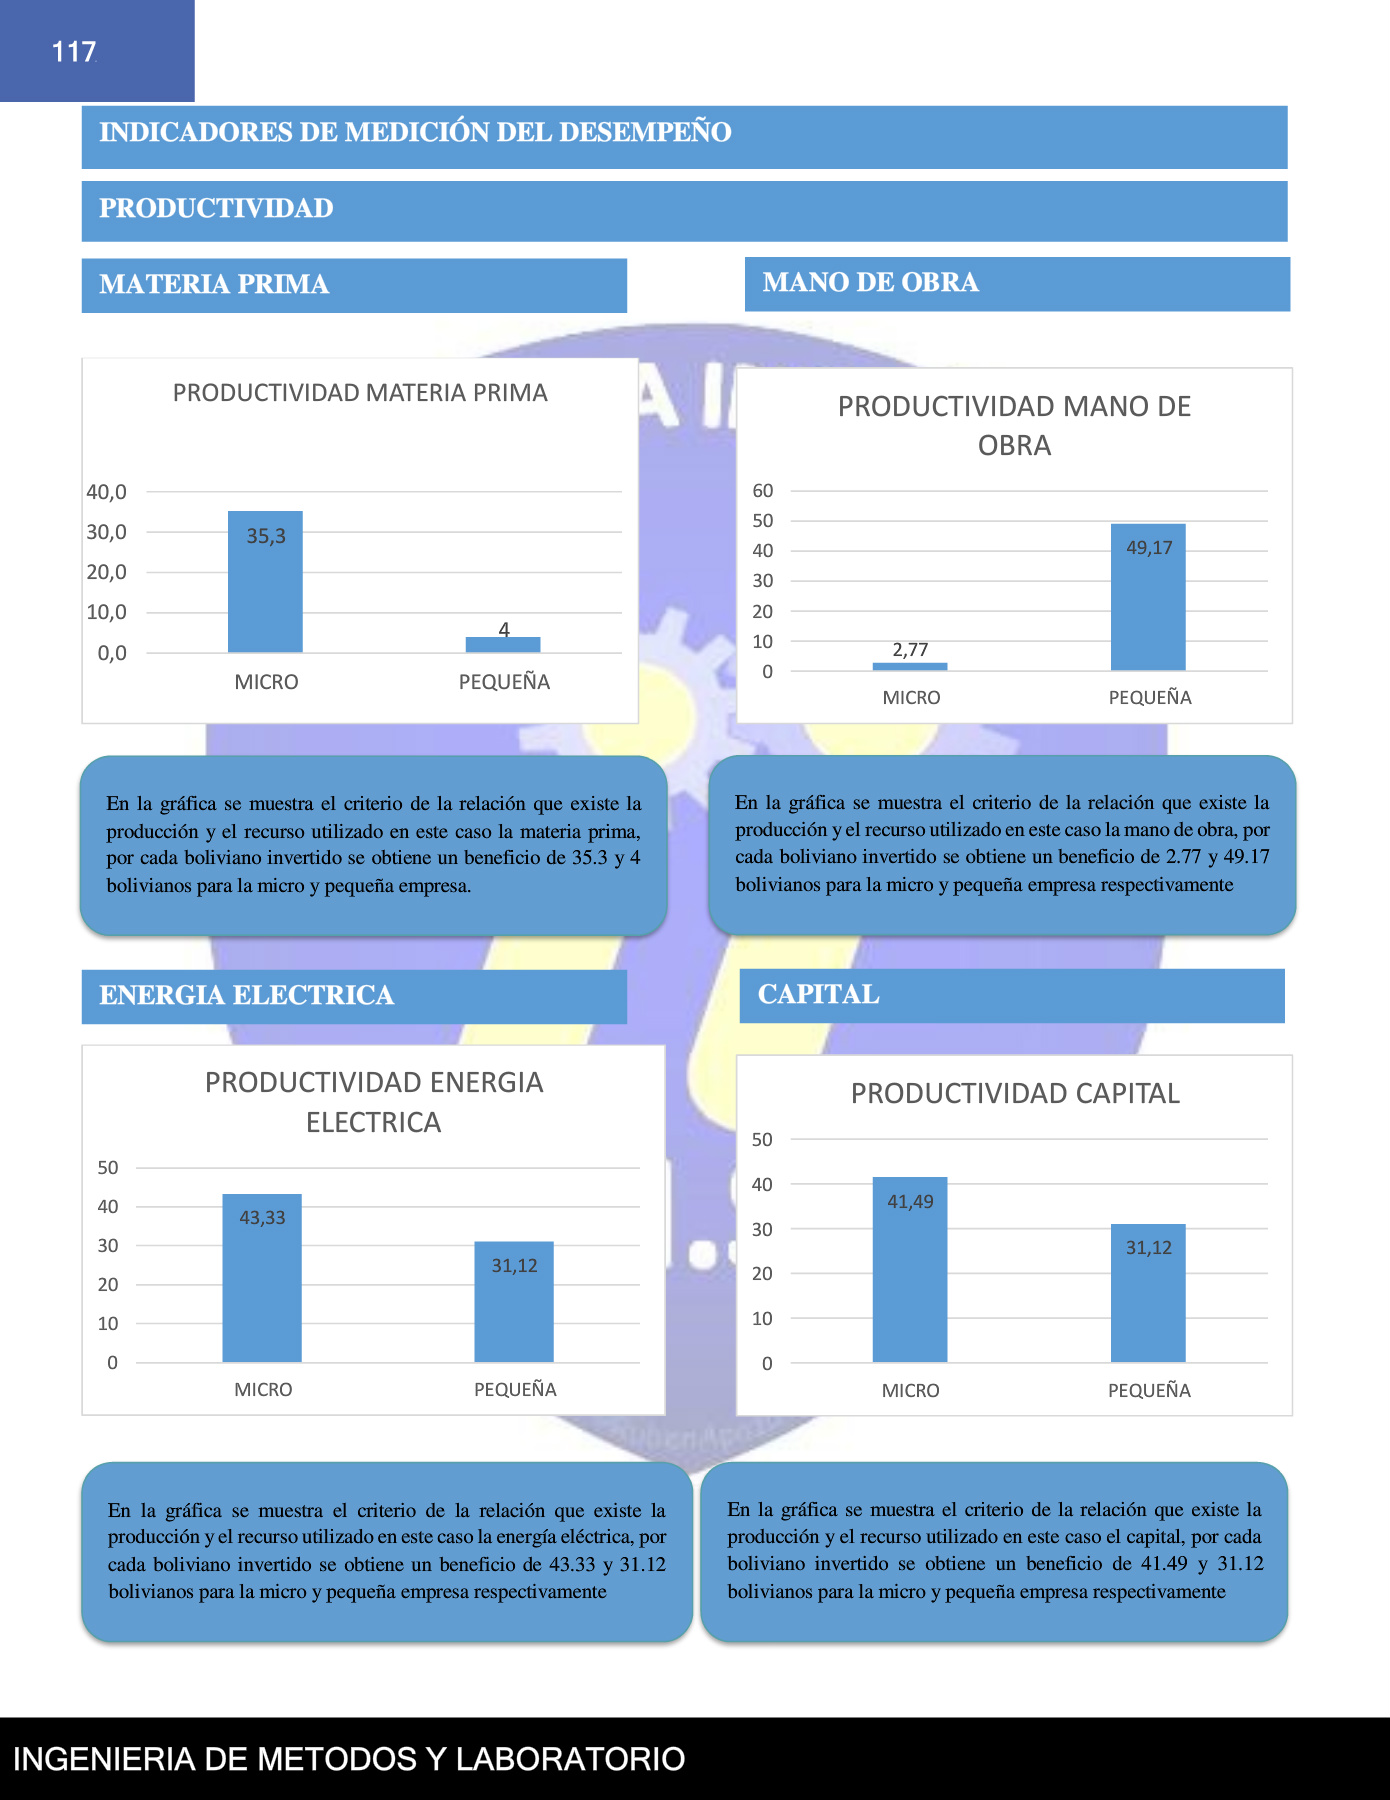 117
INDICADORES DE MEDICIÓN DEL DESEMPEÑO
PRODUCTIVIDAD
MATERIA PRIMA
MANO DE OBRA
PRODUCTIVIDAD MATERIA PRIMA
40,0
30,0
20,0
10,0
0,0
35,3
4
MICRO PEQUEÑA
PRODUCTIVIDAD MANO DE
OBRA
60
50
40
30
20
10
0
2,77
49,17
MICRO PEQUEÑA
En la gráfica se muestra el criterio de la relación que existe la
producción y el recurso utilizado en este caso la materia prima,
por cada boliviano invertido se obtiene un beneficio de 35.3 y 4
bolivianos para la micro y pequeña empresa.
En la gráfica se muestra el criterio de la relación que existe la
producción y el recurso utilizado en este caso la mano de obra, por
cada boliviano invertido se obtiene un beneficio de 2.77 y 49.17
bolivianos para la micro y pequeña empresa respectivamente
ENERGIA ELECTRICA
CAPITAL
PRODUCTIVIDAD ENERGIA
ELECTRICA
50
40
30
20
10
0
43,33
31,12
MICRO PEQUEÑA
PRODUCTIVIDAD CAPITAL
50
40
30
20
10
0
41,49
31,12
MICRO PEQUEÑA
En la gráfica se muestra el criterio de la relación que existe la
producción y el recurso utilizado en este caso la energía eléctrica, por
cada boliviano invertido se obtiene un beneficio de 43.33 y 31.12
bolivianos para la micro y pequeña empresa respectivamente
En la gráfica se muestra el criterio de la relación que existe la
producción y el recurso utilizado en este caso el capital, por cada
boliviano invertido se obtiene un beneficio de 41.49 y 31.12
bolivianos para la micro y pequeña empresa respectivamente
INGENIERIA DE METODOS Y LABORATORIO